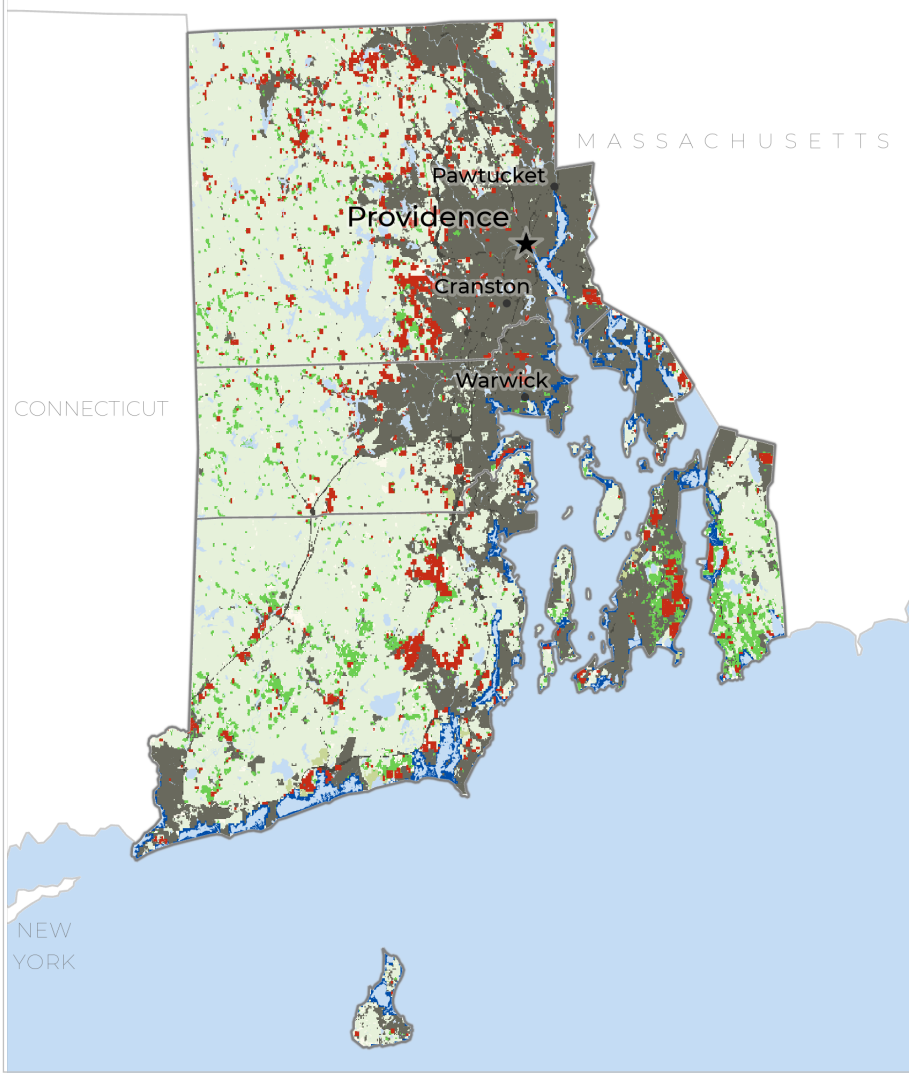 MASSACHUSETTS
Pawtucket
Providence
Cranston
Warwick
CONNECTICUT
NEW
YORK